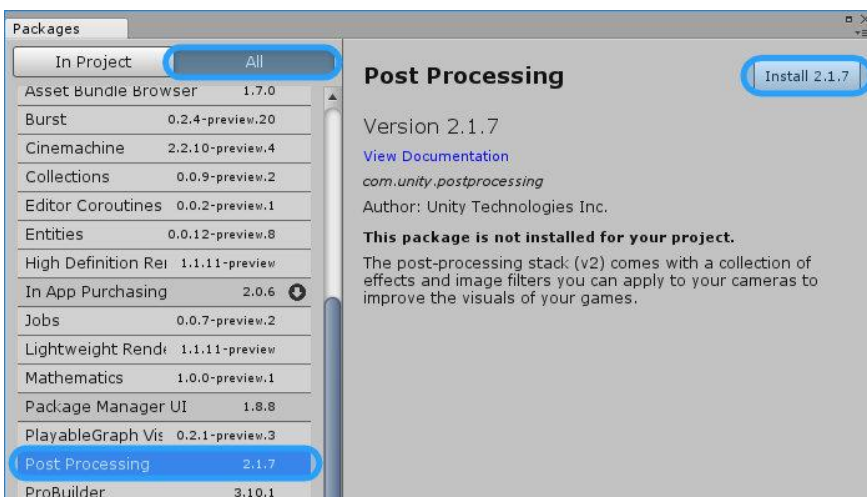 Packages
In Project
All
Asset Bundle Browser 1.7.0
Burst 0.2.4-preview.20
Cinemachine 2.2.10-preview.4
Collections 0.0.9-preview.2
Editor Coroutines 0.0.2-preview.1
Entities 0.0.12-preview.8
High Definition Rei 1.1.11-preview
In App Purchasing 2.0.6
Jobs 0.0.7-preview.2
Lightweight Rende 1.1.11-preview
Mathematics 1.0.0-preview.1
Package Manager UI 1.8.8
PlayableGraph Vis 0.2.1-preview.3
Post Processing 2.1.7
ProBuilder 3.10.1
Post Processing
Install 2.1.7
Version 2.1.7
View Documentation
com.unity.postprocessing
Author: Unity Technologies Inc.
This package is not installed for your project.
The post-processing stack (v2) comes with a collection of
effects and image filters you can apply to your cameras to
improve the visuals of your games.